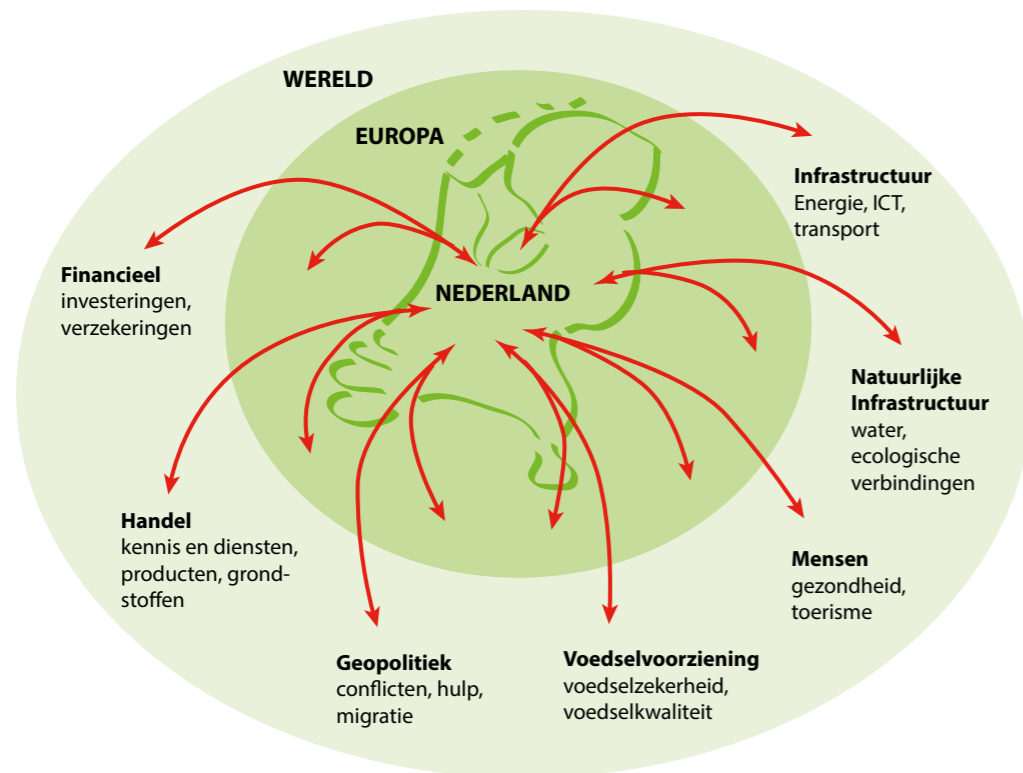 WERELD
EUROPA
NEDERLAND
Infrastructuur
Energie, ICT,
transport
Financieel
investeringen,
verzekeringen
Natuurlijke
Infrastructuur
water,
ecologische
verbindingen
Handel
kennis en diensten,
producten, grond-
stoffen
Mensen
gezondheid,
toerisme
Geopolitiek
conflicten, hulp,
migratie
Voedselvoorziening
voedselzekerheid,
voedselkwaliteit